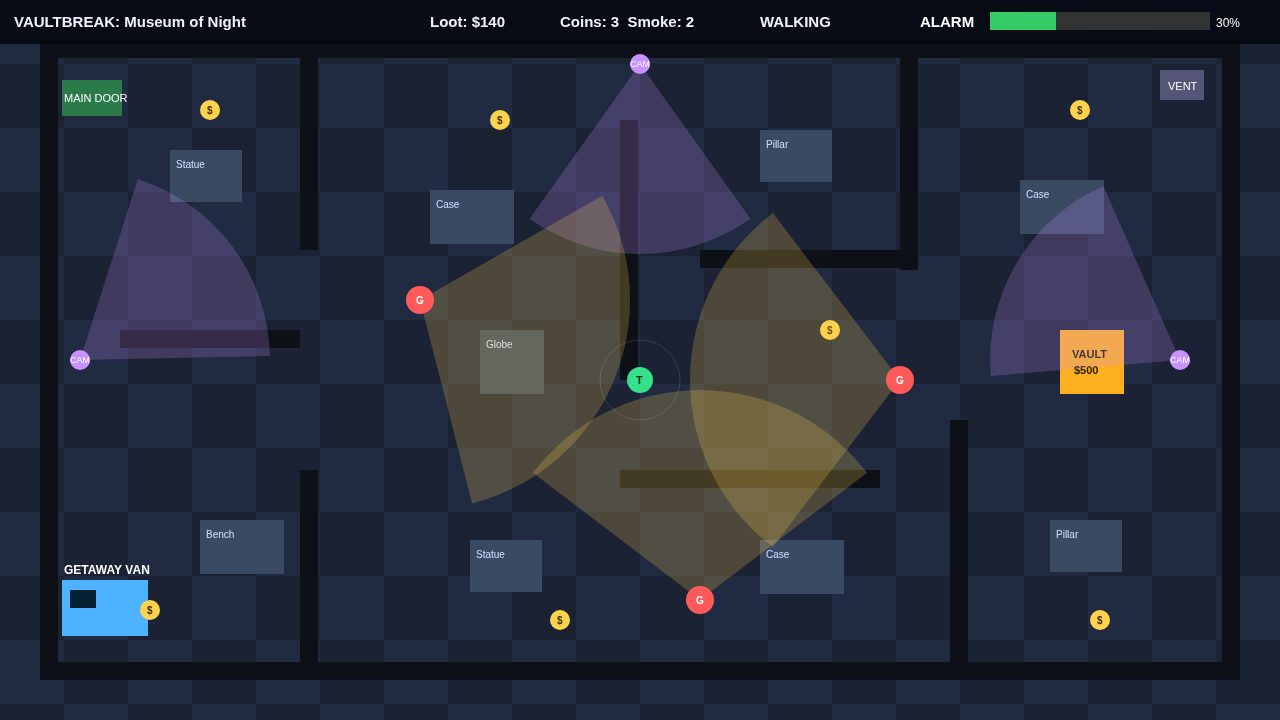 VAULTBREAK: Museum of Night
Loot: $140
Coins: 3 Smoke: 2
WALKING
ALARM
30%
CAM
MAIN DOOR
VENT
$
$
$
Pillar
Statue
Case
Case
G
Globe
$
VAULT
$500
CAM
CAM
T
G
Bench
Statue
Case
Pillar
GETAWAY VAN
G
$
$
$